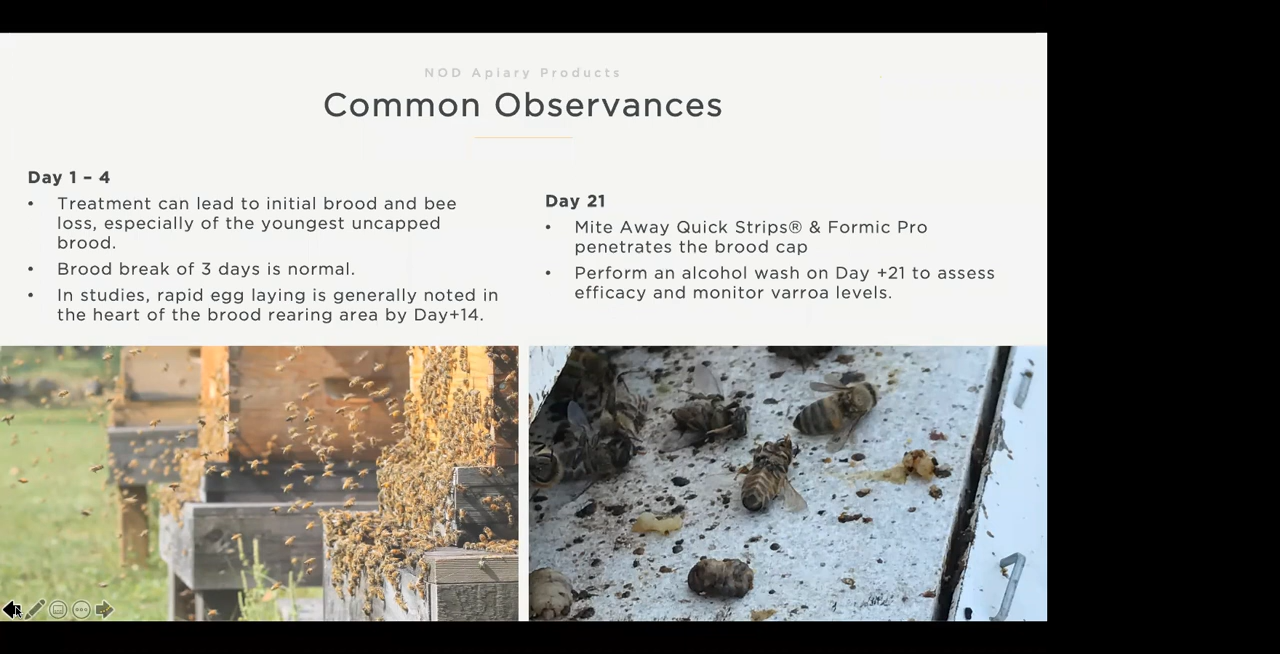 NOD Apiary Products
Common Observances
Day 1 – 4
• Treatment can lead to initial brood and bee
loss, especially of the youngest uncapped
brood.
• Brood break of 3 days is normal.
• In studies, rapid egg laying is generally noted in
the heart of the brood rearing area by Day+14.
Day 21
• Mite Away Quick Strips® & Formic Pro
penetrates the brood cap
• Perform an alcohol wash on Day +21 to assess
efficacy and monitor varroa levels.